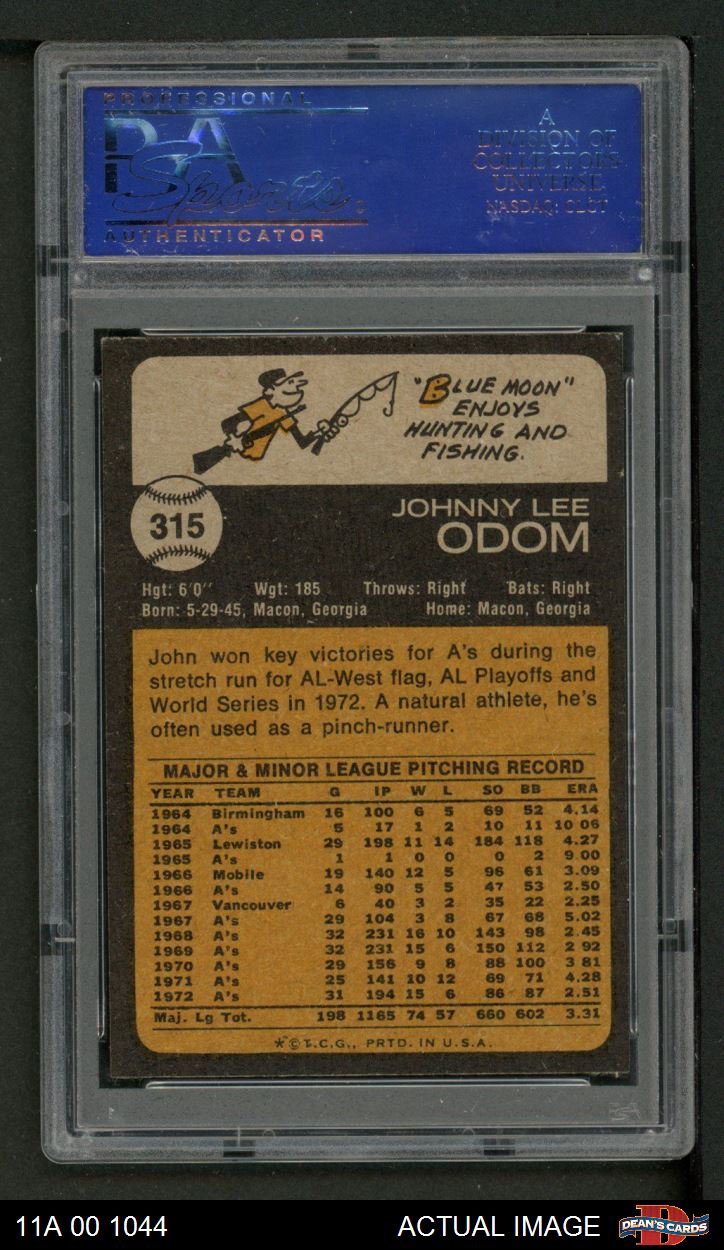 PROFESSIONAL
PSA
Sports
AUTHENTICATOR
A
DIVISION OF
COLLECTORS
UNIVERSE
NASDAQ: CLCT
"BLUE MOON"
ENJOYS
HUNTING AND
FISHING.
315
JOHNNY LEE
ODOM
Hgt: 6'0" Wgt: 185 Throws: Right Bats: Right
Born: 5-29-45, Macon, Georgia Home: Macon, Georgia
John won key victories for A's during the
stretch run for AL-West flag, AL Playoffs and
World Series in 1972. A natural athlete, he's
often used as a pinch-runner.
MAJOR & MINOR LEAGUE PITCHING RECORD
YEAR TEAM G IP W L SO BB ERA
1964 Birmingham 16 100 6 5 69 52 4.14
1964 A's 5 17 1 2 10 11 10 06
1965 Lewiston 29 198 11 14 184 118 4.27
1965 A's 1 1 0 0 0 2 9.00
1966 Mobile 19 140 12 5 96 61 3.09
1966 A's 14 90 5 5 47 53 2.50
1967 Vancouver 6 40 3 2 35 22 2.25
1967 A's 29 104 3 8 67 68 5.02
1968 A's 32 231 16 10 143 98 2.45
1969 A's 32 231 15 6 150 112 2 92
1970 A's 29 156 9 8 88 100 3 81
1971 A's 25 141 10 12 69 71 4.28
1972 A's 31 194 15 6 86 87 2.51
Maj. Lg Tot. 198 1165 74 57 660 602 3.31
*©T.C.G., PRTD. IN U.S.A.
PSA
11A 00 1044 ACTUAL IMAGE
D
DEAN'S CARDS